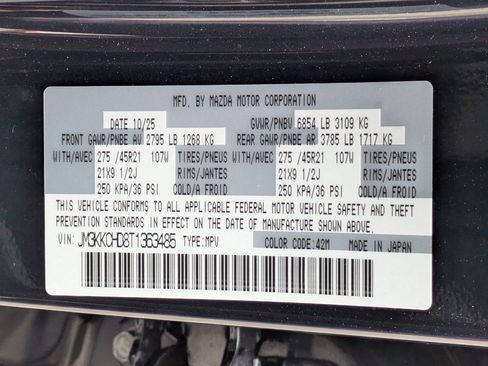 MFD. BY MAZDA MOTOR CORPORATION
DATE 10/25 GVWR/PNBV 6854 LB 3109 KG
FRONT GAWR/PNBE AV 2795 LB 1268 KG REAR GAWR/PNBE AR 3785 LB 1717 KG
WITH/AVEC 275 /45R21 107W TIRES/PNEUS WITH/AVEC 275 /45R21 107W TIRES/PNEUS
21X9 1/2J RIMS/JANTES 21X9 1/2J RIMS/JANTES
250 KPA/36 PSI COLD/A FROID 250 KPA/36 PSI COLD/A FROID
THIS VEHICLE CONFORMS TO ALL APPLICABLE FEDERAL MOTOR VEHICLE SAFETY AND THEFT
PREVENTION STANDARDS IN EFFECT ON THE DATE OF MANUFACTURE SHOWN ABOVE.
VIN: JM3KKCHD8T1363485 TYPE: MPV COLOR CODE: 42M MADE IN JAPAN